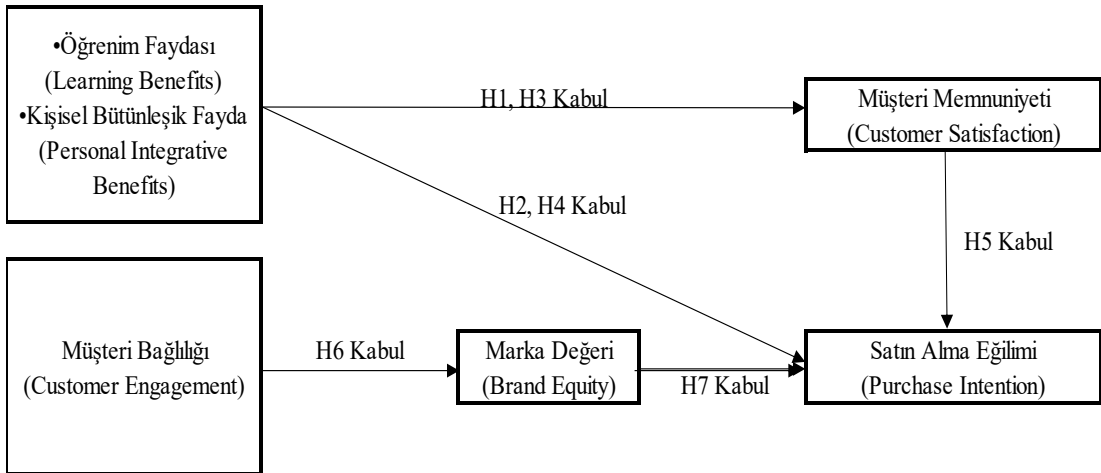 •Öğrenim Faydası
(Learning Benefits)
•Kişisel Bütünleşik Fayda
(Personal Integrative
Benefits)
H1, H3 Kabul
Müşteri Memnuniyeti
(Customer Satisfaction)
H2, H4 Kabul
H5 Kabul
Müşteri Bağlılığı
(Customer Engagement)
H6 Kabul
Marka Değeri
(Brand Equity)
H7 Kabul
Satın Alma Eğilimi
(Purchase Intention)